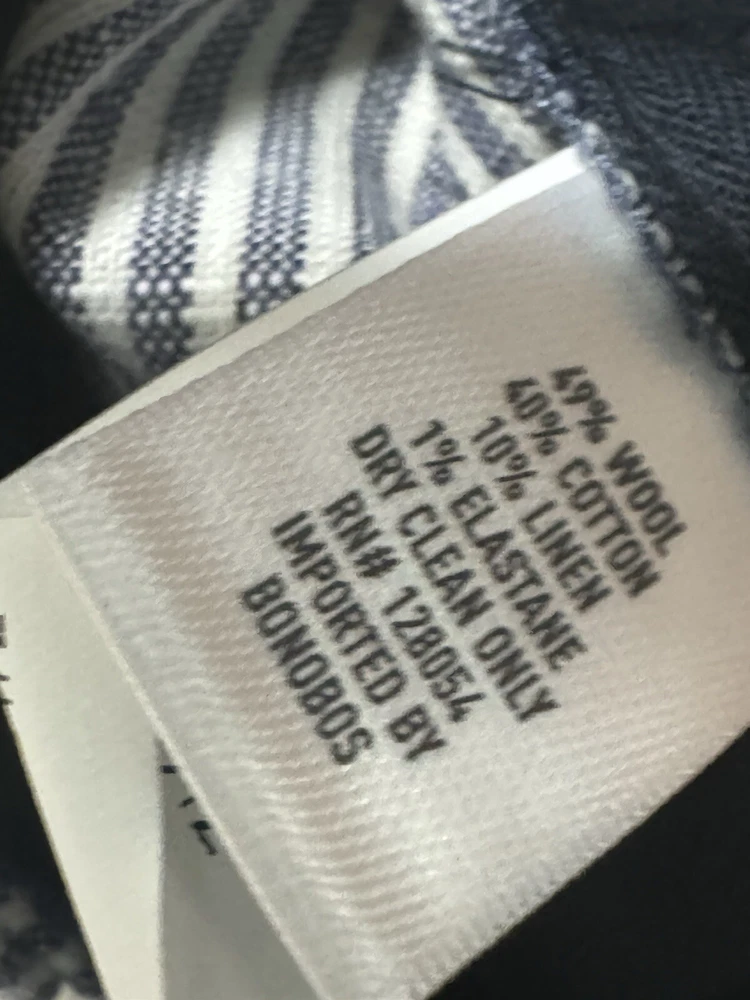 49% WOOL
40% COTTON
10% LINEN
1% ELASTANE
DRY CLEAN ONLY
RN# 128054
IMPORTED BY
BONOBOS